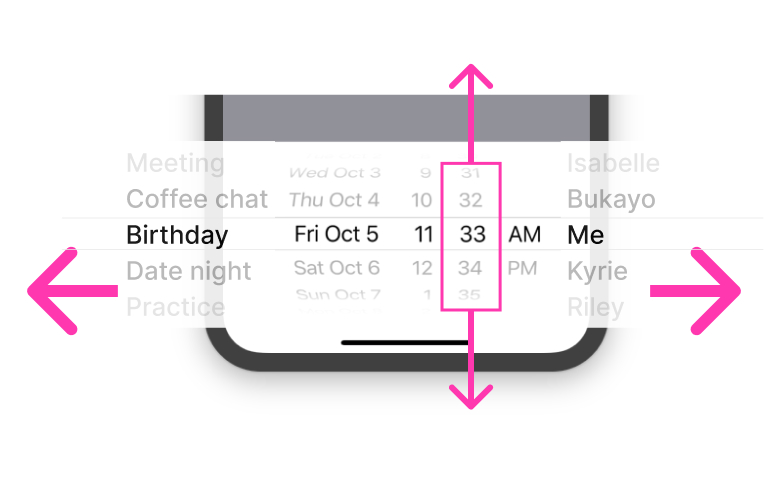 Meeting Wed Oct 3 9 31 Isabelle
Coffee chat Thu Oct 4 10 32 Bukayo
Birthday Fri Oct 5 11 33 AM Me
Date night Sat Oct 6 12 34 PM Kyrie
Practice Sun Oct 7 1 35 Riley